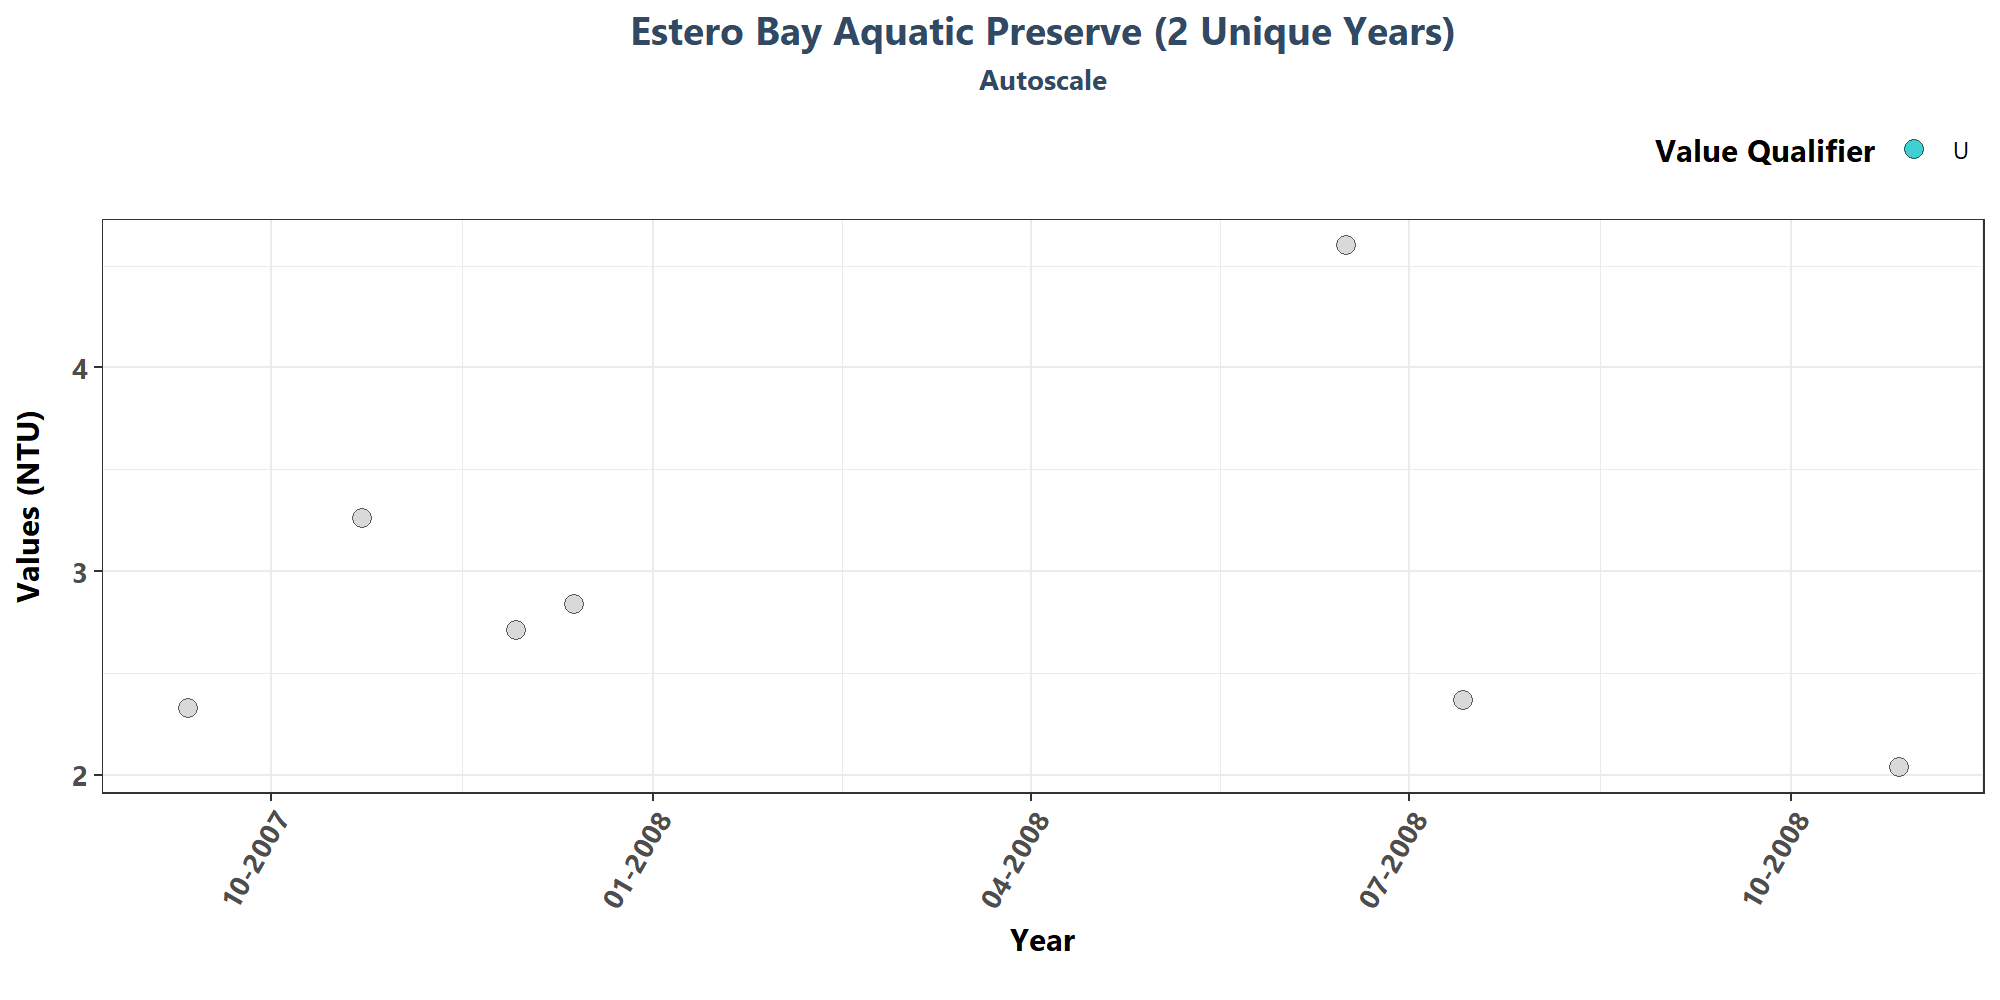 Estero Bay Aquatic Preserve (2 Unique Years)
Autoscale
Value Qualifier U
Values (NTU)
4
3
2
10-2007 01-2008 04-2008 07-2008 10-2008
Year